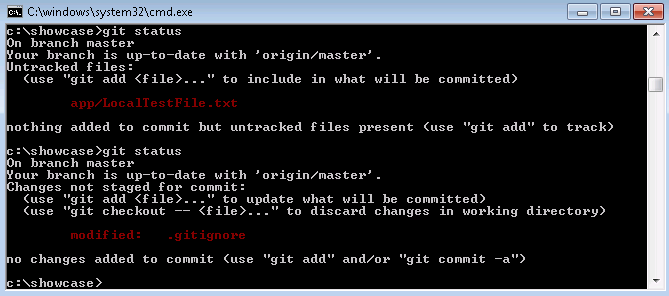 C:\windows\system32\cmd.exe
c:\showcase>git status
On branch master
Your branch is up-to-date with 'origin/master'.
Untracked files:
  (use "git add <file>..." to include in what will be committed)
        app/LocalTestFile.txt
nothing added to commit but untracked files present (use "git add" to track)
c:\showcase>git status
On branch master
Your branch is up-to-date with 'origin/master'.
Changes not staged for commit:
  (use "git add <file>..." to update what will be committed)
  (use "git checkout -- <file>..." to discard changes in working directory)
        modified:   .gitignore
no changes added to commit (use "git add" and/or "git commit -a")
c:\showcase>